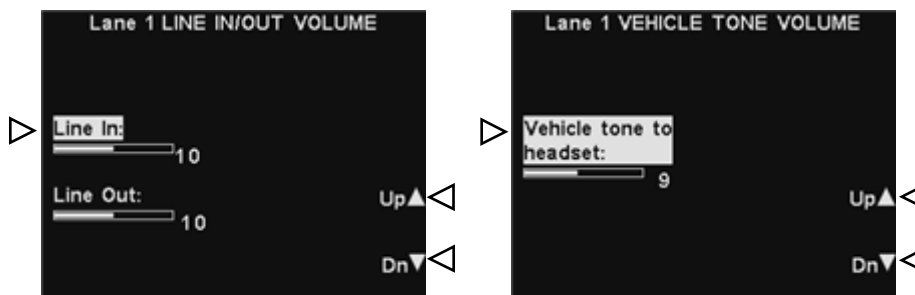 Lane 1 LINE IN/OUT VOLUME
Line In:
10
Line Out:
10
Up▲
Dn▼
Lane 1 VEHICLE TONE VOLUME
Vehicle tone to
headset:
9
Up▲
Dn▼